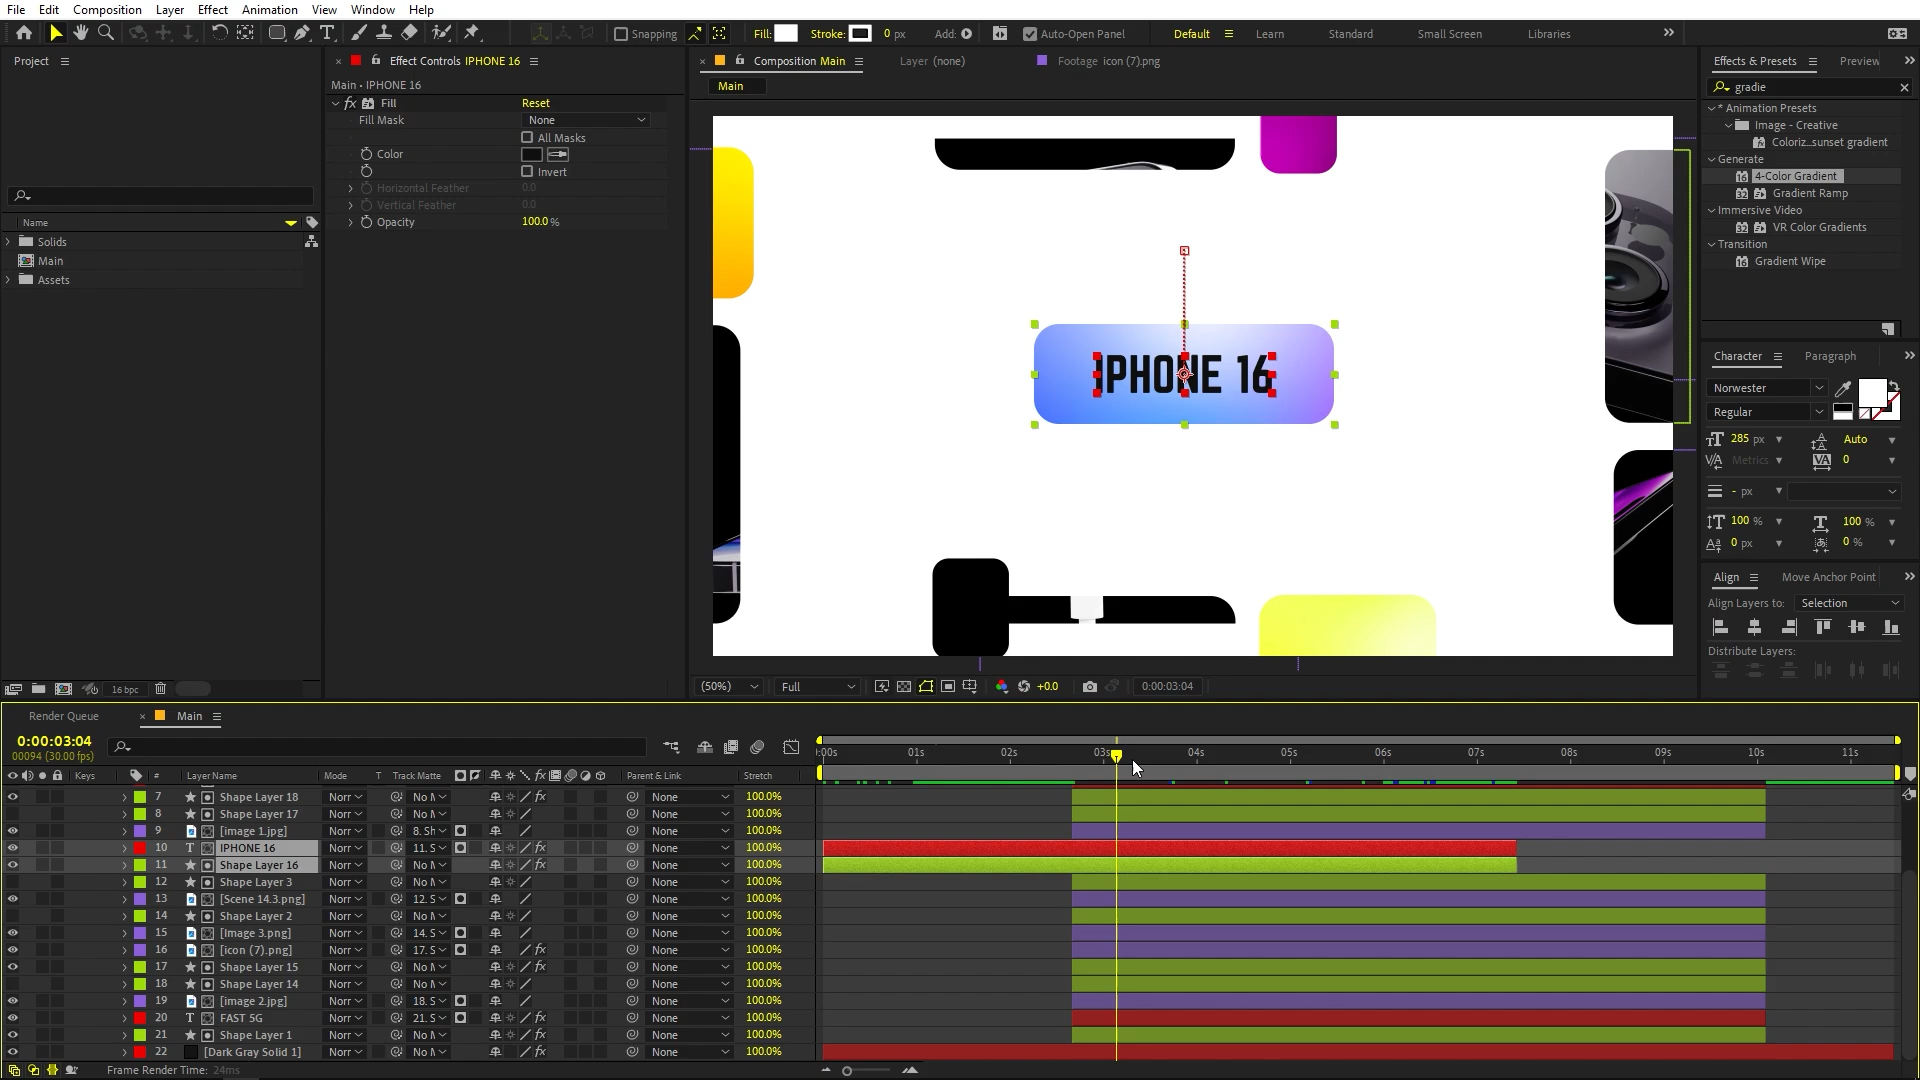 File Edit Composition Layer Effect Animation View Window Help
Snapping Fill: Stroke: 0 px Add: Auto-Open Panel Default Learn Standard Small Screen Libraries
Project
Name
Solids
Main
Assets
16 bpc
Effect Controls IPHONE 16
Main • IPHONE 16
fx Fill Reset
Fill Mask None
All Masks
Color
Invert
Horizontal Feather 0.0
Vertical Feather 0.0
Opacity 100.0 %
Composition Main Layer (none) Footage icon (7).png
Main
IPHONE 16
(50%) Full +0.0 0:00:03:04
Effects & Presets Preview
gradie
* Animation Presets
Image - Creative
Coloriz...sunset gradient
Generate
4-Color Gradient
Gradient Ramp
Immersive Video
VR Color Gradients
Transition
Gradient Wipe
Character Paragraph
Norwester
Regular
285 px Auto
Metrics 0
- px
100 % 100 %
0 px 0 %
Align Move Anchor Point
Align Layers to: Selection
Distribute Layers:
Render Queue Main
0:00:03:04
00094 (30.00 fps)
:00s 01s 02s 03s 04s 05s 06s 07s 08s 09s 10s 11s
Keys # Layer Name Mode T Track Matte Parent & Link Stretch
7 Shape Layer 18 Norr No M fx None 100.0%
8 Shape Layer 17 Norr No M None 100.0%
9 [image 1.jpg] Norr 8. Sh None 100.0%
10 T IPHONE 16 Norr 11. S fx None 100.0%
11 Shape Layer 16 Norr No M fx None 100.0%
12 Shape Layer 3 Norr No M None 100.0%
13 [Scene 14.3.png] Norr 12. S None 100.0%
14 Shape Layer 2 Norr No M None 100.0%
15 [Image 3.png] Norr 14. S None 100.0%
16 [icon (7).png] Norr 17. S fx None 100.0%
17 Shape Layer 15 Norr No M fx None 100.0%
18 Shape Layer 14 Norr No M None 100.0%
19 [image 2.jpg] Norr 18. S None 100.0%
20 T FAST 5G Norr 21. S fx None 100.0%
21 Shape Layer 1 Norr No M fx None 100.0%
22 [Dark Gray Solid 1] Norr No M fx None 100.0%
Frame Render Time: 24ms